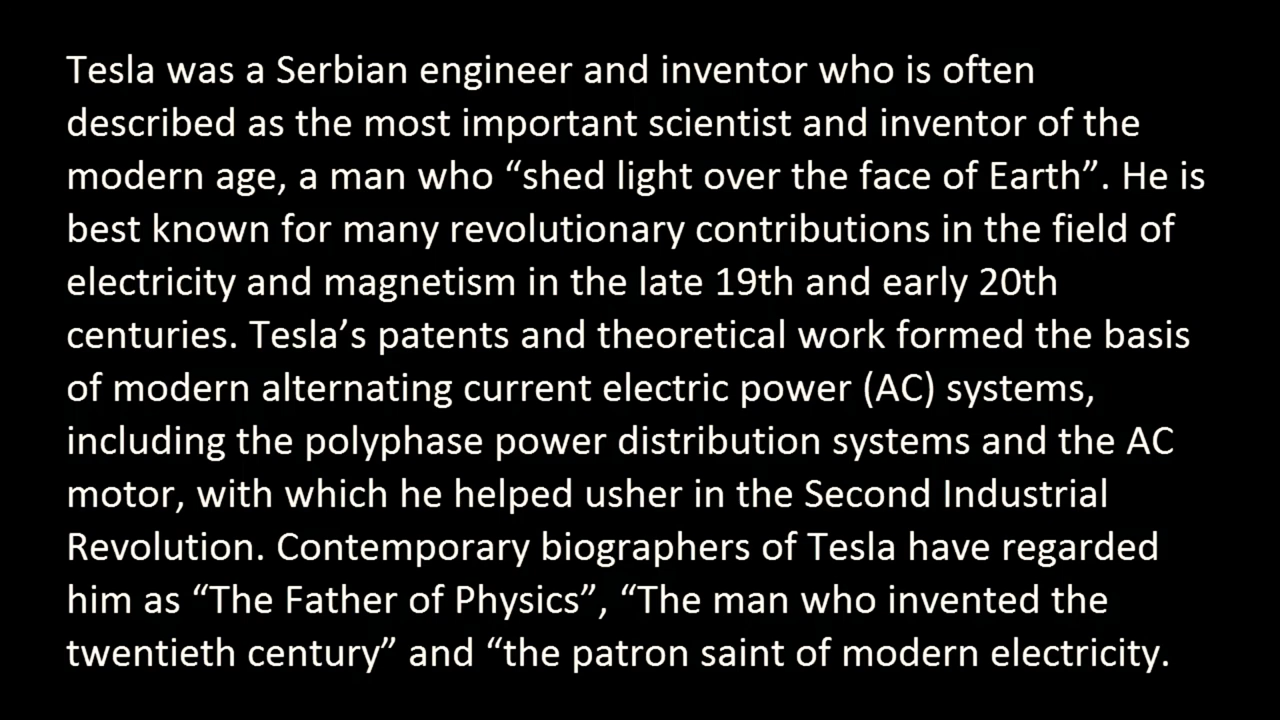 Tesla was a Serbian engineer and inventor who is often
described as the most important scientist and inventor of the
modern age, a man who “shed light over the face of Earth”. He is
best known for many revolutionary contributions in the field of
electricity and magnetism in the late 19th and early 20th
centuries. Tesla’s patents and theoretical work formed the basis
of modern alternating current electric power (AC) systems,
including the polyphase power distribution systems and the AC
motor, with which he helped usher in the Second Industrial
Revolution. Contemporary biographers of Tesla have regarded
him as “The Father of Physics”, “The man who invented the
twentieth century” and “the patron saint of modern electricity.